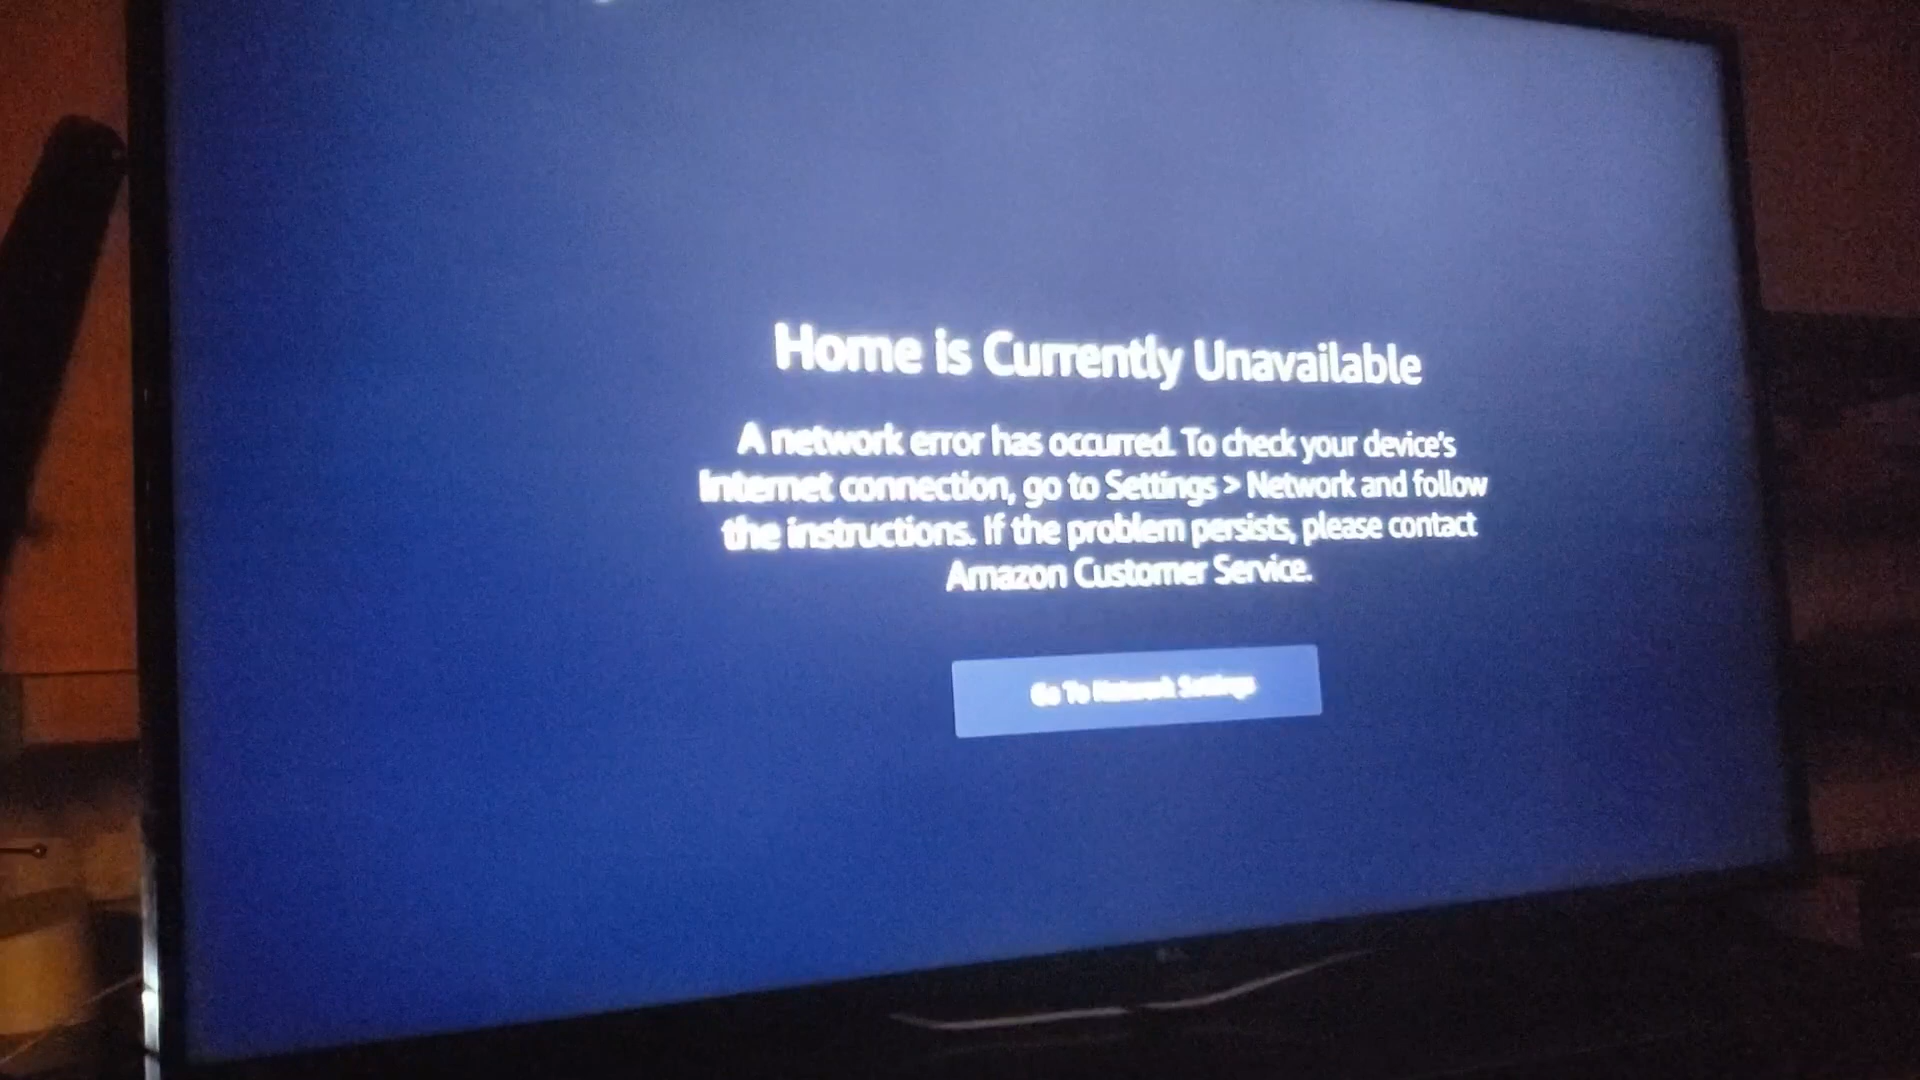 Home is Currently Unavailable
A network error has occurred. To check your device's
Internet connection, go to Settings > Network and follow
the instructions. If the problem persists, please contact
Amazon Customer Service.
Go To Network Settings